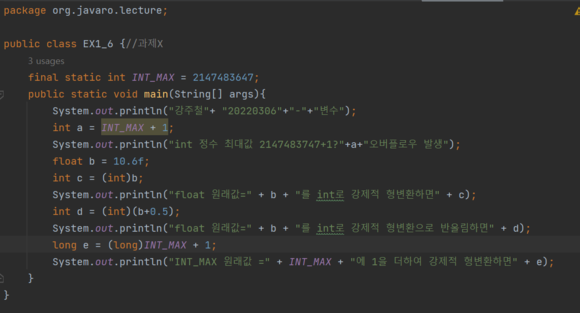 package org.javaro.lecture;
public class EX1_6 {//과제X
3 usages
final static int INT_MAX = 2147483647;
public static void main(String[] args){
System.out.println("강주철"+ "20220306"+"-"+"변수");
int a = INT_MAX + 1;
System.out.println("int 정수 최대값 2147483747+1?"+a+"오버플로우 발생");
float b = 10.6f;
int c = (int)b;
System.out.println("float 원래값=" + b + "를 int로 강제적 형변환하면" + c);
int d = (int)(b+0.5);
System.out.println("float 원래값=" + b + "를 int로 강제적 형변환으로 반올림하면" + d);
long e = (long)INT_MAX + 1;
System.out.println("INT_MAX 원래값 =" + INT_MAX + "에 1을 더하여 강제적 형변환하면" + e);
}
}